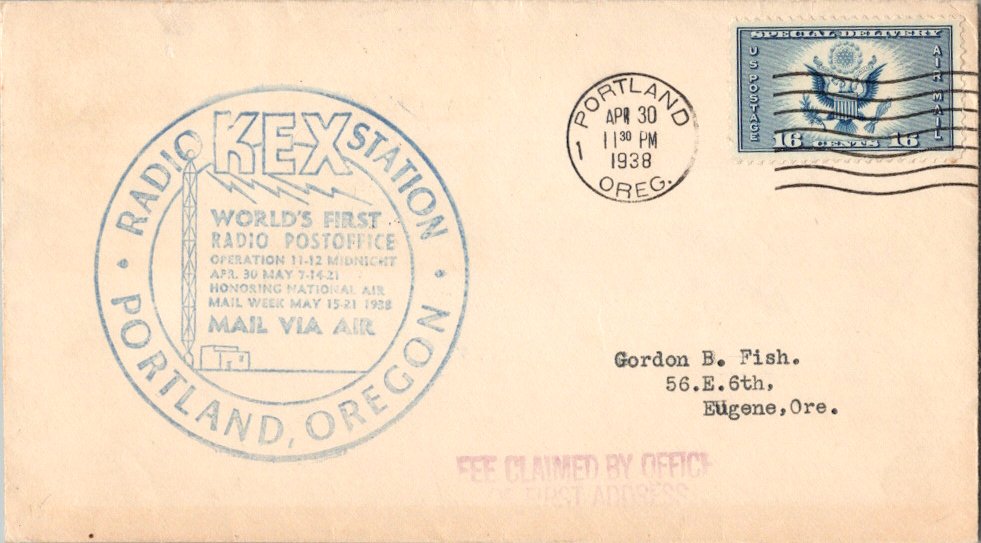 RADIO KEX STATION
WORLD'S FIRST
RADIO POSTOFFICE
OPERATION 11-12 MIDNIGHT
APR. 30 MAY 7-14-21
HONORING NATIONAL AIR
MAIL WEEK MAY 15-21 1938
MAIL VIA AIR
PORTLAND, OREGON
PORTLAND
APR 30
11 30 PM
1938
1
OREG.
SPECIAL DELIVERY
U S POSTAGE
AIR MAIL
16 CENTS 16
Gordon B. Fish.
56.E.6th,
Eugene,Ore.
FEE CLAIMED BY OFFICE
FIRST ADDRESS